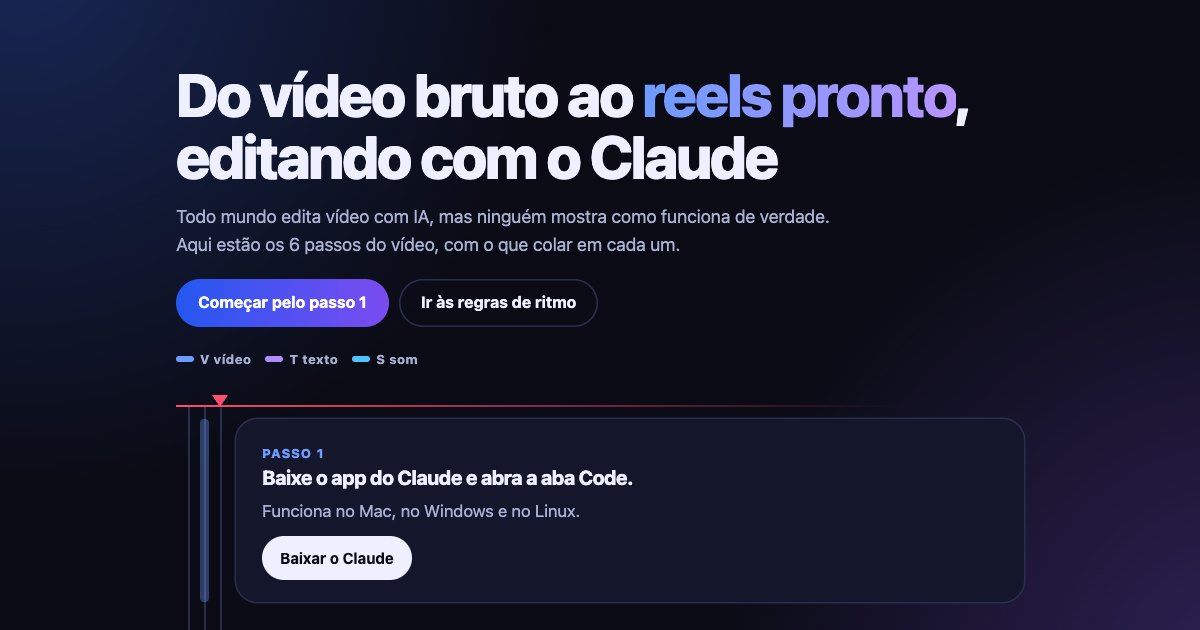 Do vídeo bruto ao reels pronto,
editando com o Claude
Todo mundo edita vídeo com IA, mas ninguém mostra como funciona de verdade.
Aqui estão os 6 passos do vídeo, com o que colar em cada um.
Começar pelo passo 1
Ir às regras de ritmo
V vídeo
T texto
S som
PASSO 1
Baixe o app do Claude e abra a aba Code.
Funciona no Mac, no Windows e no Linux.
Baixar o Claude